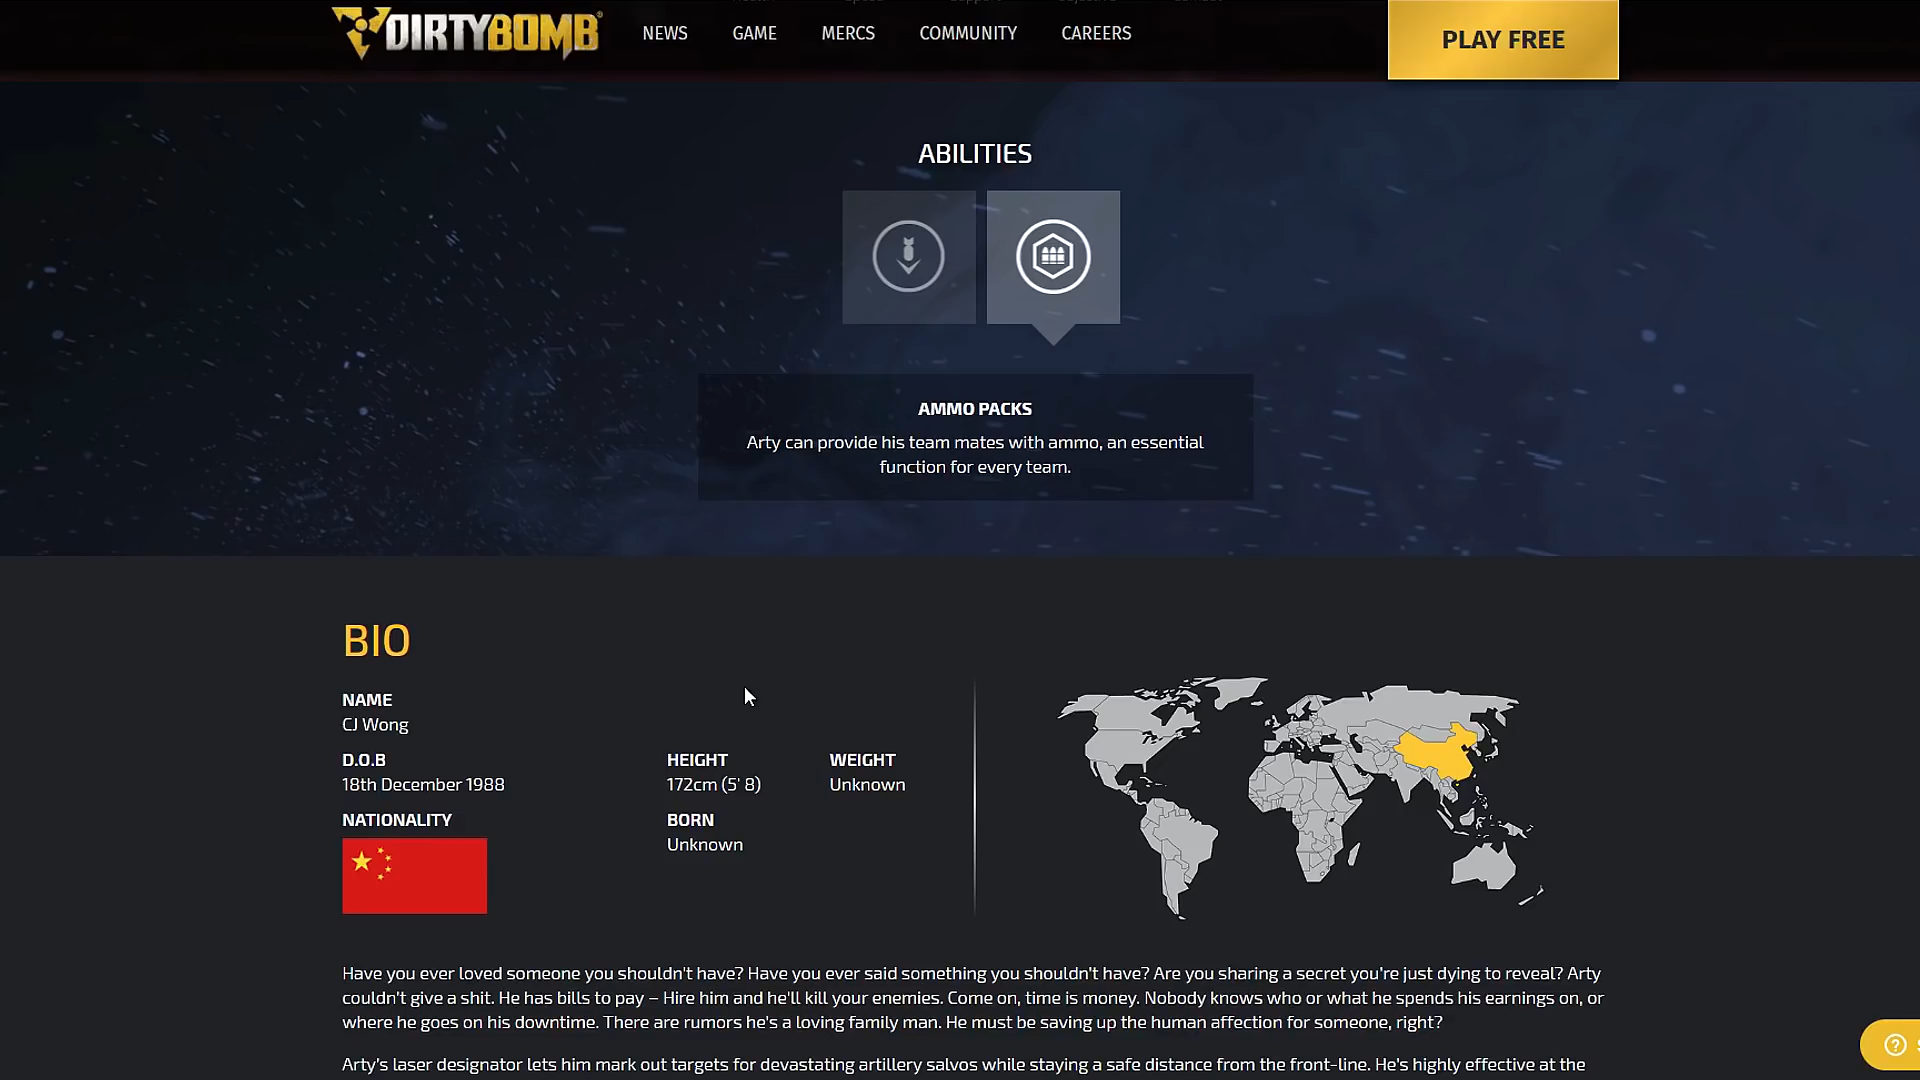 DIRTYBOMB®
NEWS
GAME
MERCS
COMMUNITY
CAREERS
PLAY FREE
ABILITIES
AMMO PACKS
Arty can provide his team mates with ammo, an essential
function for every team.
BIO
NAME
CJ Wong
D.O.B
18th December 1988
HEIGHT
172cm (5' 8)
WEIGHT
Unknown
NATIONALITY
BORN
Unknown
Have you ever loved someone you shouldn't have? Have you ever said something you shouldn't have? Are you sharing a secret you're just dying to reveal? Arty
couldn't give a shit. He has bills to pay – Hire him and he'll kill your enemies. Come on, time is money. Nobody knows who or what he spends his earnings on, or
where he goes on his downtime. There are rumors he's a loving family man. He must be saving up the human affection for someone, right?
Arty's laser designator lets him mark out targets for devastating artillery salvos while staying a safe distance from the front-line. He's highly effective at the